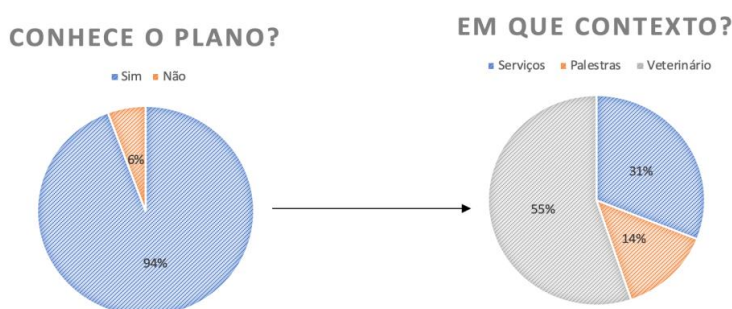 CONHECE O PLANO?
Sim Não
6%
94%
EM QUE CONTEXTO?
Serviços Palestras Veterinário
31%
55%
14%